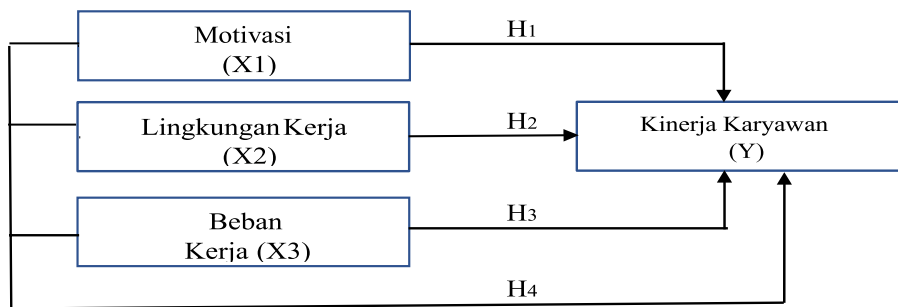 Motivasi
(X1)
H1
Lingkungan Kerja
(X2)
H2
Kinerja Karyawan
(Y)
Beban
Kerja (X3)
H3
H4